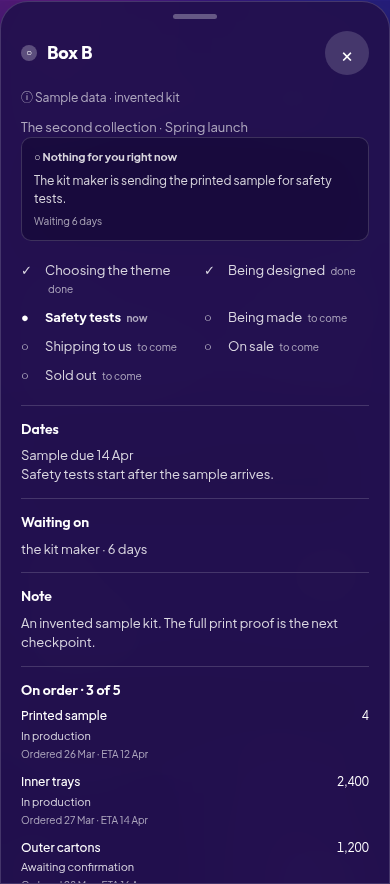 Box B
×
ⓘ Sample data · invented kit
The second collection · Spring launch
○ Nothing for you right now
The kit maker is sending the printed sample for safety
tests.
Waiting 6 days
✓ Choosing the theme
done
✓ Being designed done
● Safety tests now
○ Being made to come
○ Shipping to us to come
○ On sale to come
○ Sold out to come
Dates
Sample due 14 Apr
Safety tests start after the sample arrives.
Waiting on
the kit maker · 6 days
Note
An invented sample kit. The full print proof is the next
checkpoint.
On order · 3 of 5
Printed sample 4
In production
Ordered 26 Mar · ETA 12 Apr
Inner trays 2,400
In production
Ordered 27 Mar · ETA 14 Apr
Outer cartons 1,200
Awaiting confirmation